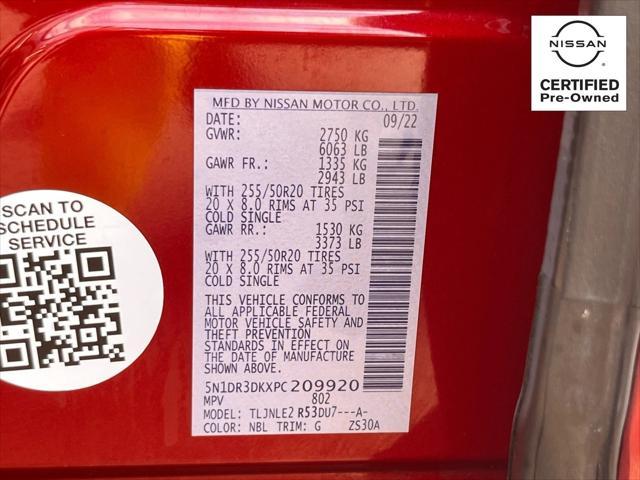 NISSAN
CERTIFIED
Pre-Owned
MFD BY NISSAN MOTOR CO., LTD.
DATE: 09/22
GVWR: 2750 KG
6063 LB
GAWR FR.: 1335 KG
2943 LB
WITH 255/50R20 TIRES
20 X 8.0 RIMS AT 35 PSI
COLD SINGLE
GAWR RR.: 1530 KG
3373 LB
WITH 255/50R20 TIRES
20 X 8.0 RIMS AT 35 PSI
COLD SINGLE
THIS VEHICLE CONFORMS TO
ALL APPLICABLE FEDERAL
MOTOR VEHICLE SAFETY AND
THEFT PREVENTION
STANDARDS IN EFFECT ON
THE DATE OF MANUFACTURE
SHOWN ABOVE.
5N1DR3DKXPC209920
MPV 802
MODEL: TLJNLE2 R53DU7---A-
COLOR: NBL TRIM: G ZS30A
SCAN TO
SCHEDULE
SERVICE